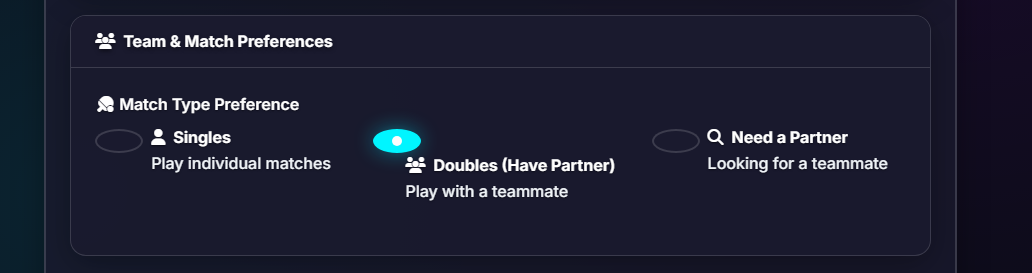 Team & Match Preferences
Match Type Preference
Singles
Play individual matches
Doubles (Have Partner)
Play with a teammate
Need a Partner
Looking for a teammate